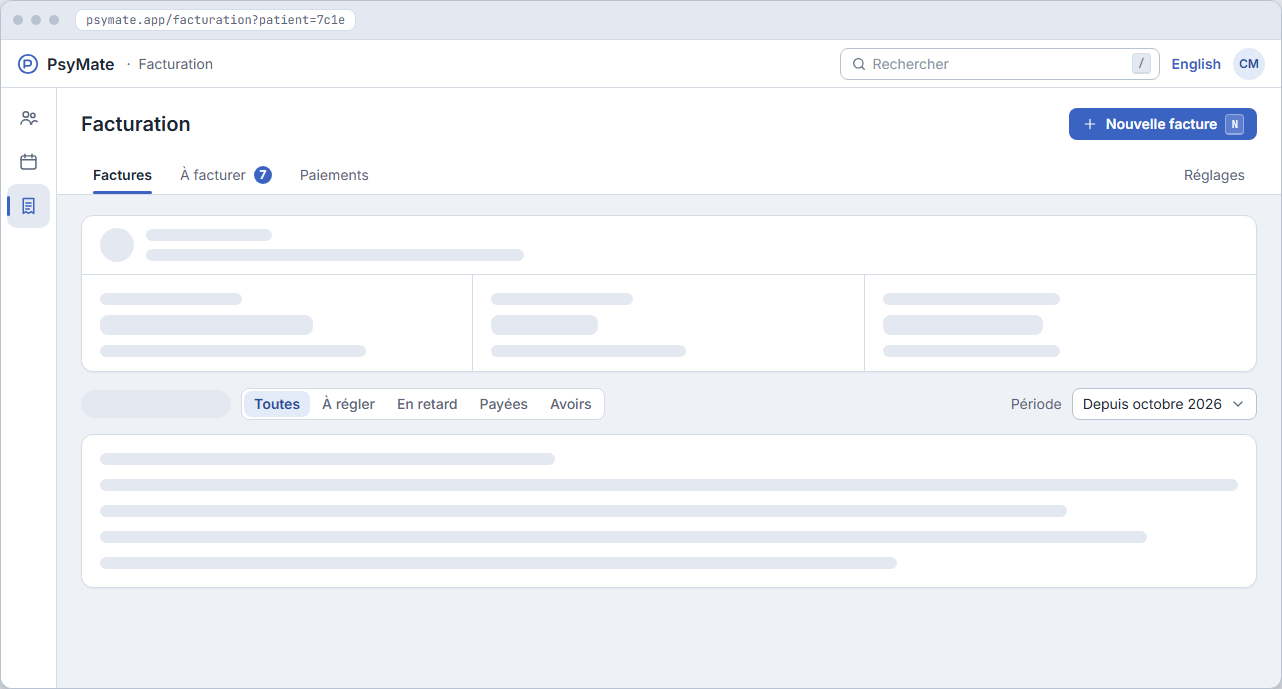 psymate.app/facturation?patient=7c1e
PsyMate · Facturation
Rechercher /
English
CM
Facturation
+ Nouvelle facture N
Factures
À facturer 7
Paiements
Réglages
Toutes
À régler
En retard
Payées
Avoirs
Période
Depuis octobre 2026